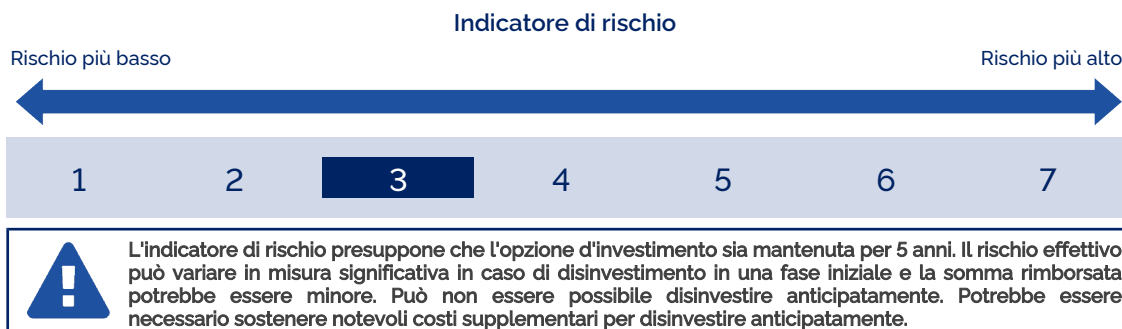 Indicatore di rischio
Rischio più basso Rischio più alto
1 2 3 4 5 6 7
L'indicatore di rischio presuppone che l'opzione d'investimento sia mantenuta per 5 anni. Il rischio effettivo
può variare in misura significativa in caso di disinvestimento in una fase iniziale e la somma rimborsata
potrebbe essere minore. Può non essere possibile disinvestire anticipatamente. Potrebbe essere
necessario sostenere notevoli costi supplementari per disinvestire anticipatamente.